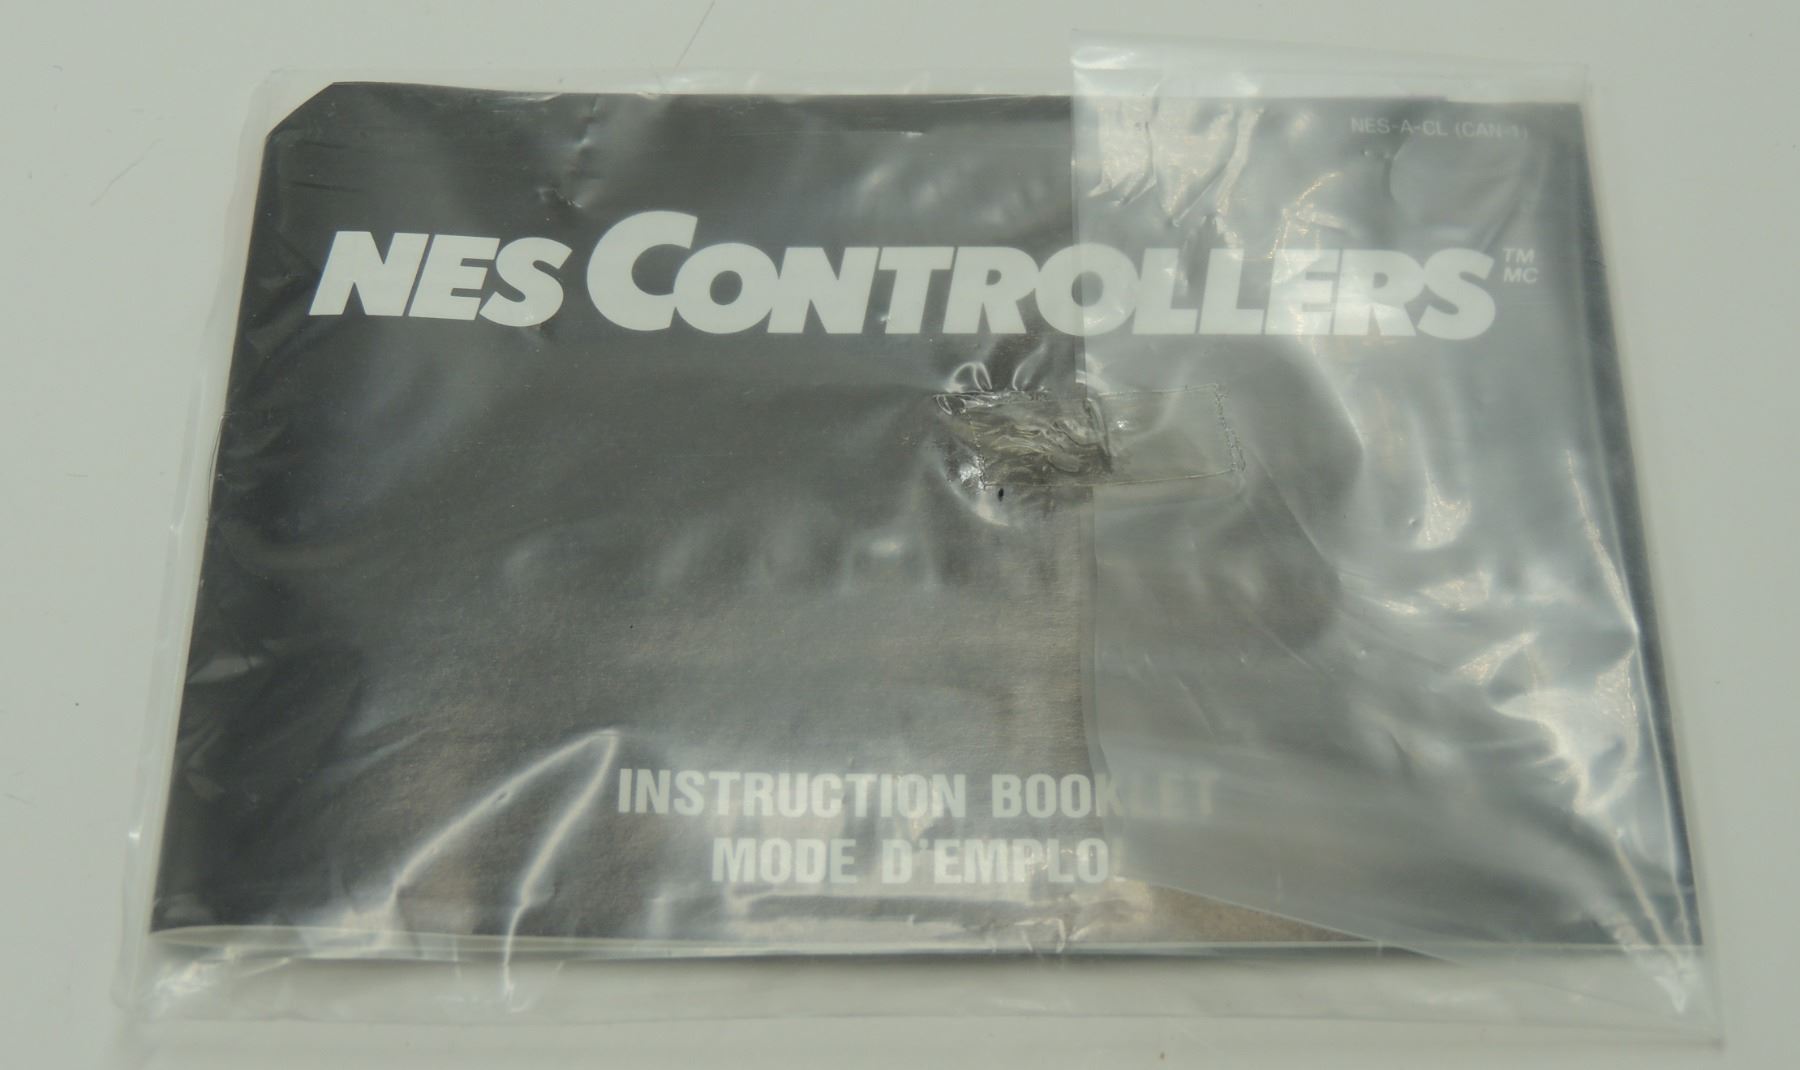 NES-A-CL (CAN-1)
NES CONTROLLERS TM MC
INSTRUCTION BOOKLET
MODE D'EMPLOI